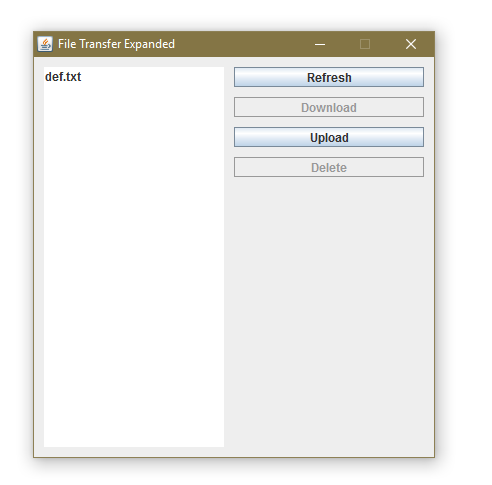 File Transfer Expanded
def.txt
Refresh
Download
Upload
Delete